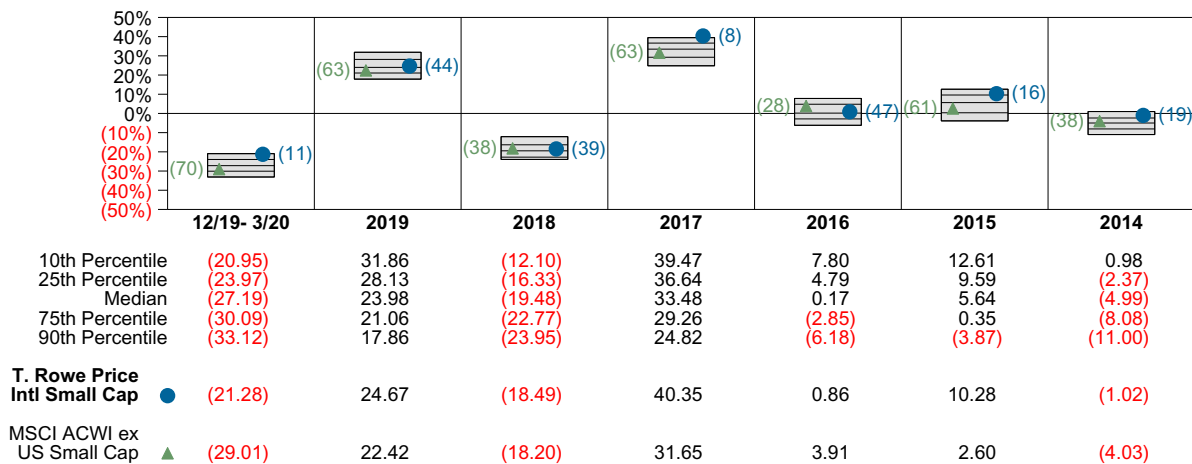 50%
40%
30%
20%
10%
0%
(10%)
(20%)
(30%)
(40%)
(50%)
(70) (11)
(63) (44)
(38) (39)
(63) (8)
(28) (47)
(61) (16)
(38) (19)
12/19- 3/20 2019 2018 2017 2016 2015 2014
10th Percentile (20.95) 31.86 (12.10) 39.47 7.80 12.61 0.98
25th Percentile (23.97) 28.13 (16.33) 36.64 4.79 9.59 (2.37)
Median (27.19) 23.98 (19.48) 33.48 0.17 5.64 (4.99)
75th Percentile (30.09) 21.06 (22.77) 29.26 (2.85) 0.35 (8.08)
90th Percentile (33.12) 17.86 (23.95) 24.82 (6.18) (3.87) (11.00)
T. Rowe Price
Intl Small Cap (21.28) 24.67 (18.49) 40.35 0.86 10.28 (1.02)
MSCI ACWI ex
US Small Cap (29.01) 22.42 (18.20) 31.65 3.91 2.60 (4.03)